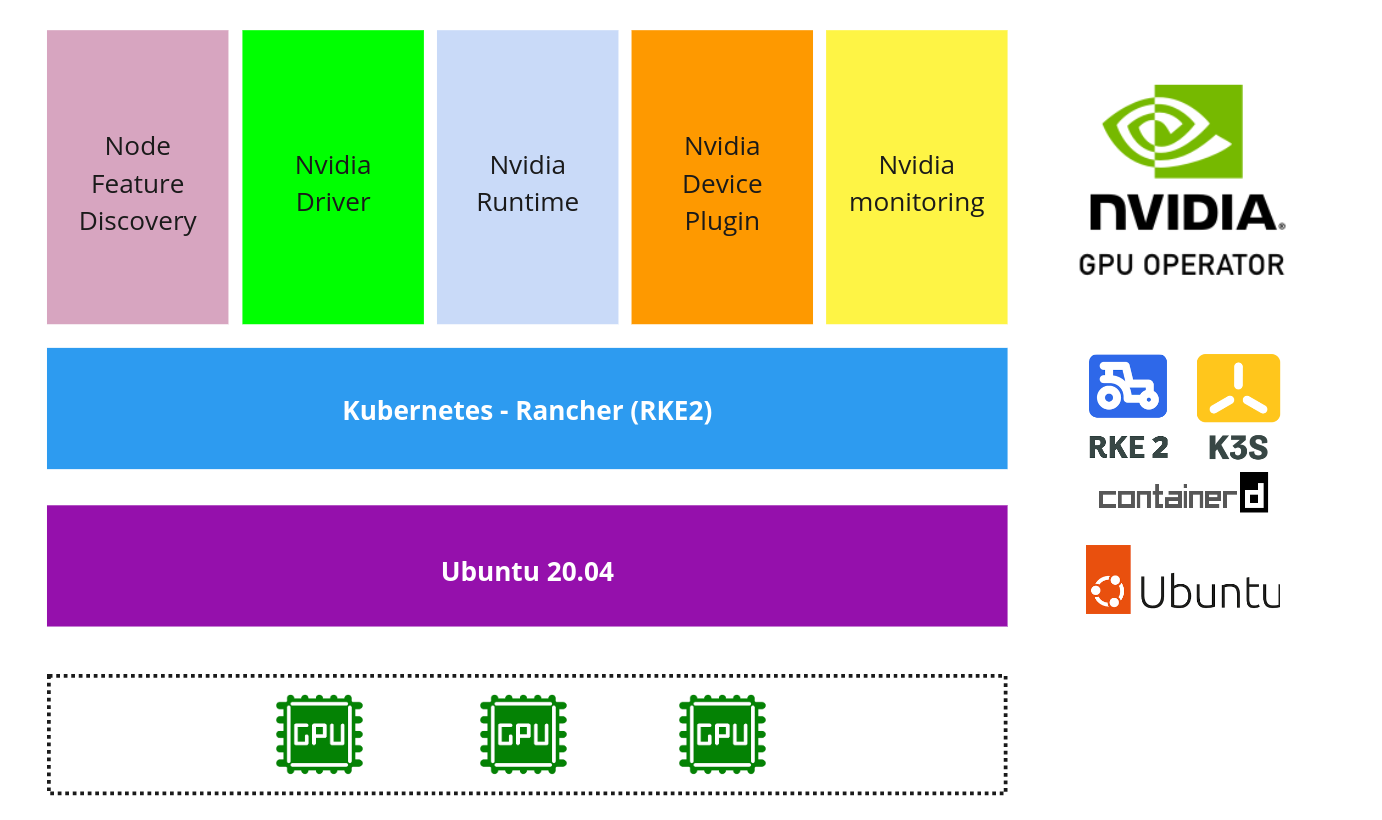 Node
Feature
Discovery
Nvidia
Driver
Nvidia
Runtime
Nvidia
Device
Plugin
Nvidia
monitoring
NVIDIA®
GPU OPERATOR
Kubernetes - Rancher (RKE2)
RKE 2
K3S
containerd
Ubuntu 20.04
Ubuntu
GPU
GPU
GPU